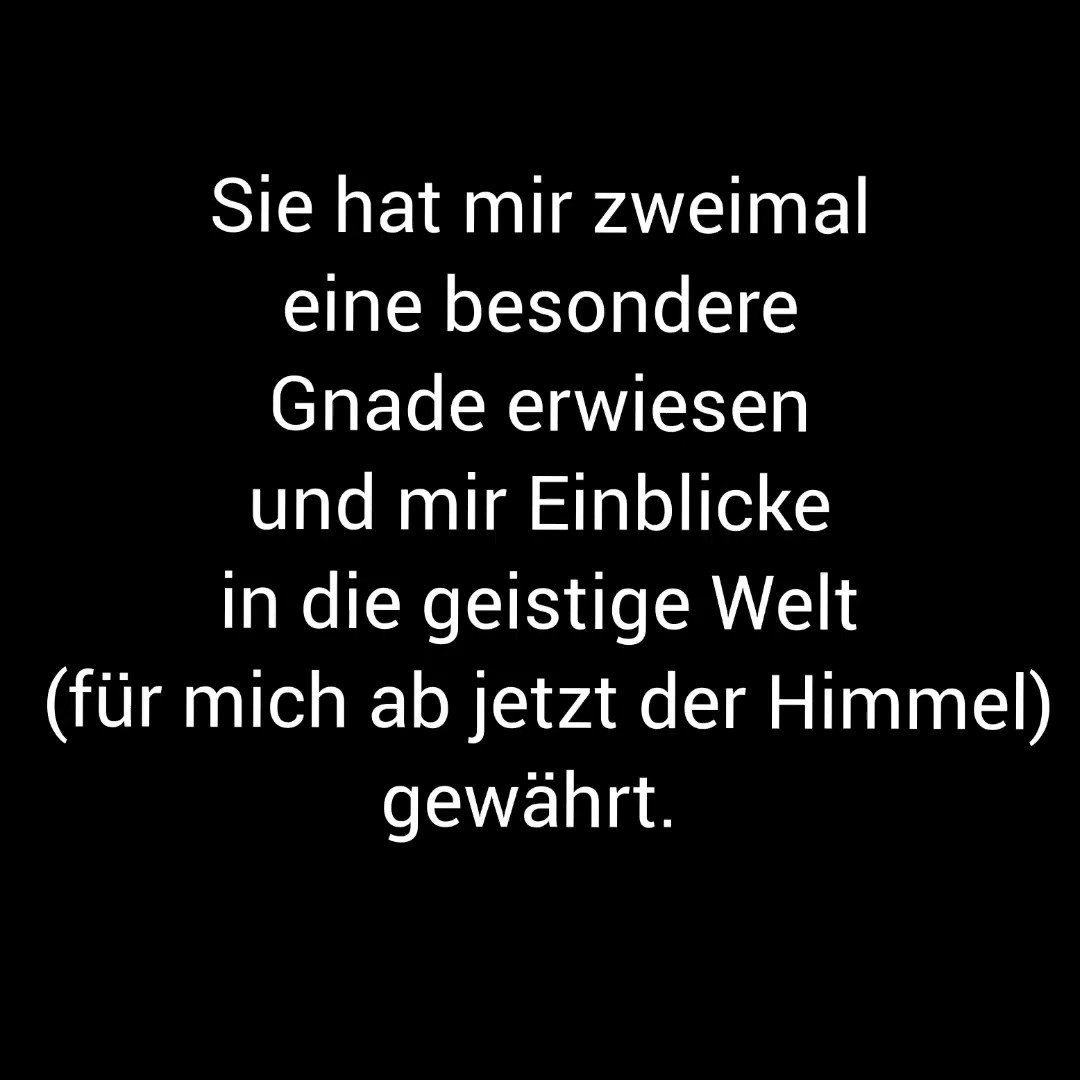 Sie hat mir zweimal
eine besondere
Gnade erwiesen
und mir Einblicke
in die geistige Welt
(für mich ab jetzt der Himmel)
gewährt.